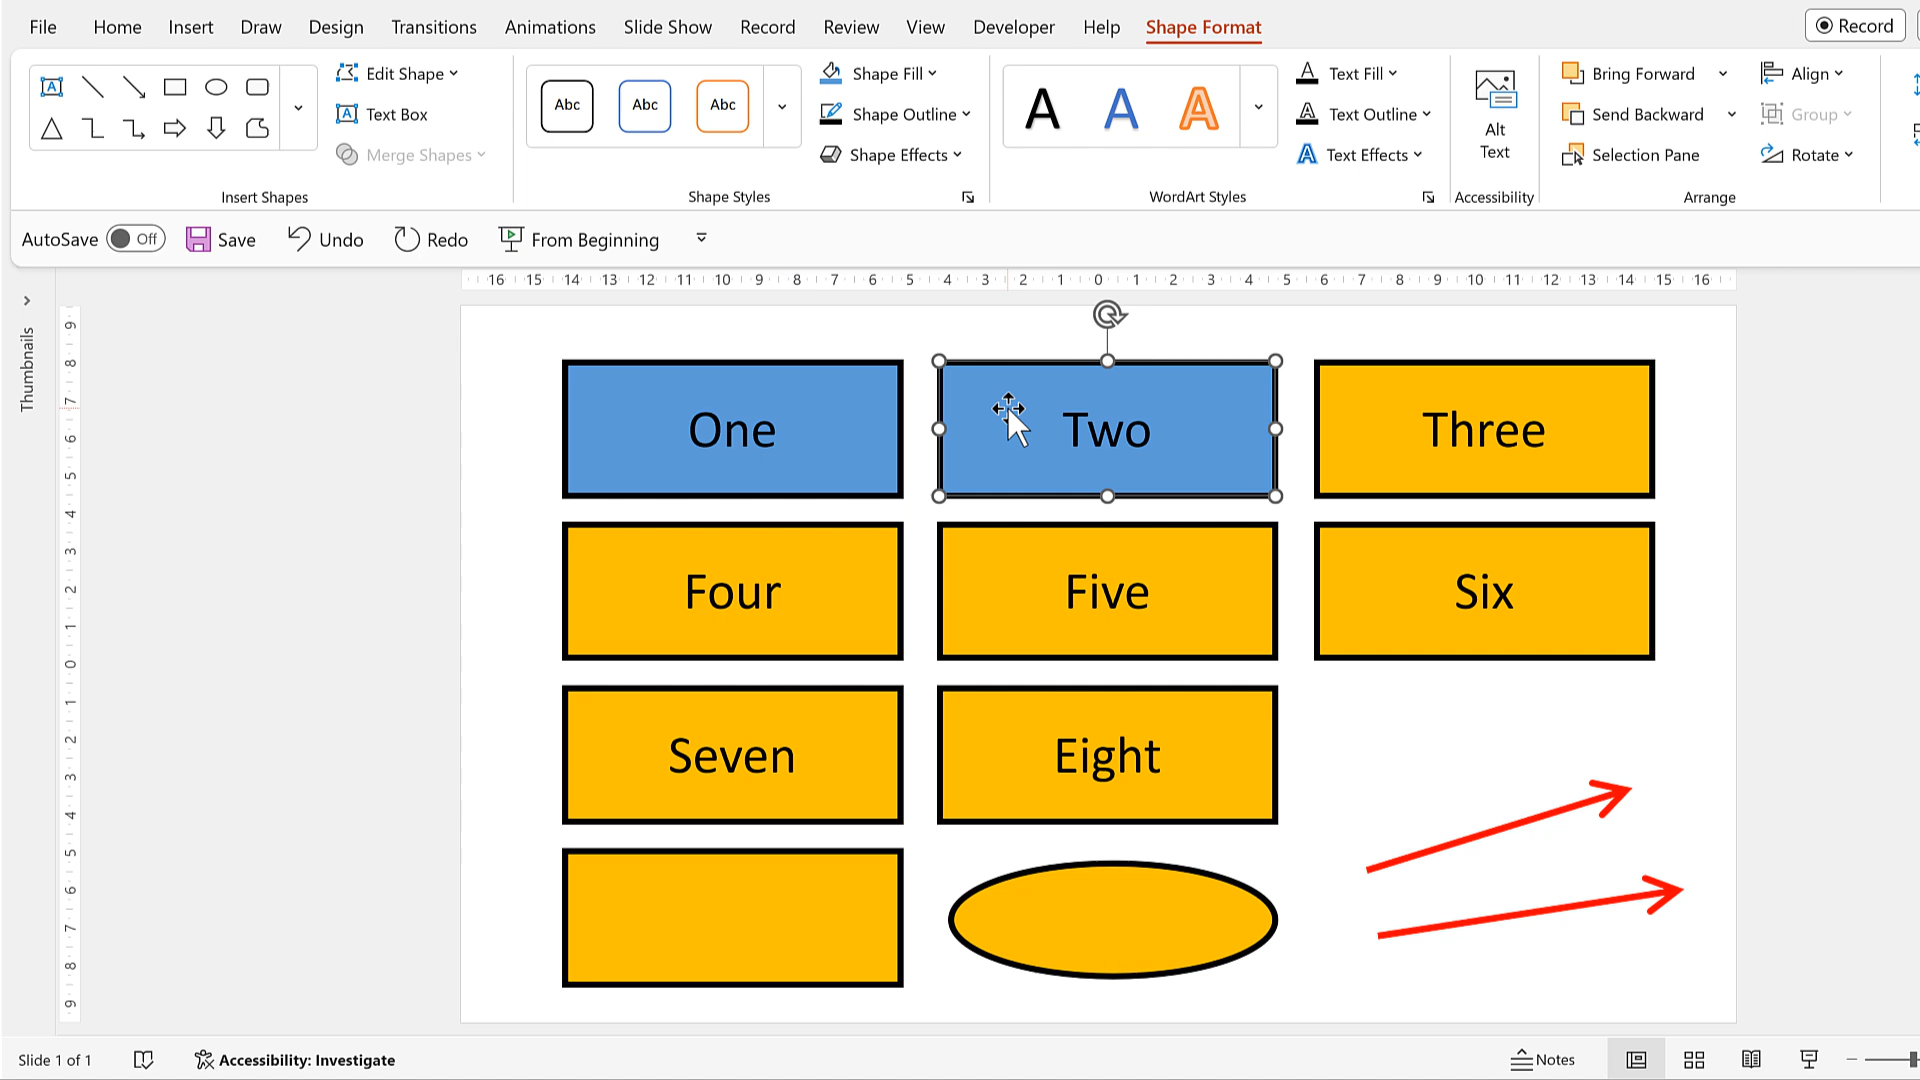 File Home Insert Draw Design Transitions Animations Slide Show Record Review View Developer Help Shape Format Record
A Edit Shape Abc Abc Abc Shape Fill A A A Text Fill Bring Forward Align
Text Box Shape Outline Text Outline Alt Text Send Backward Group
Merge Shapes Shape Effects Text Effects Selection Pane Rotate
Insert Shapes Shape Styles WordArt Styles Accessibility Arrange
AutoSave Off Save Undo Redo From Beginning
16 15 14 13 12 11 10 9 8 7 6 5 4 3 2 1 0 1 2 3 4 5 6 7 8 9 10 11 12 13 14 15 16
Thumbnails
9 8 7 6 5 4 3 2 1 0 1 2 3 4 5 6 7 8 9
One Two Three
Four Five Six
Seven Eight
Slide 1 of 1 Accessibility: Investigate Notes